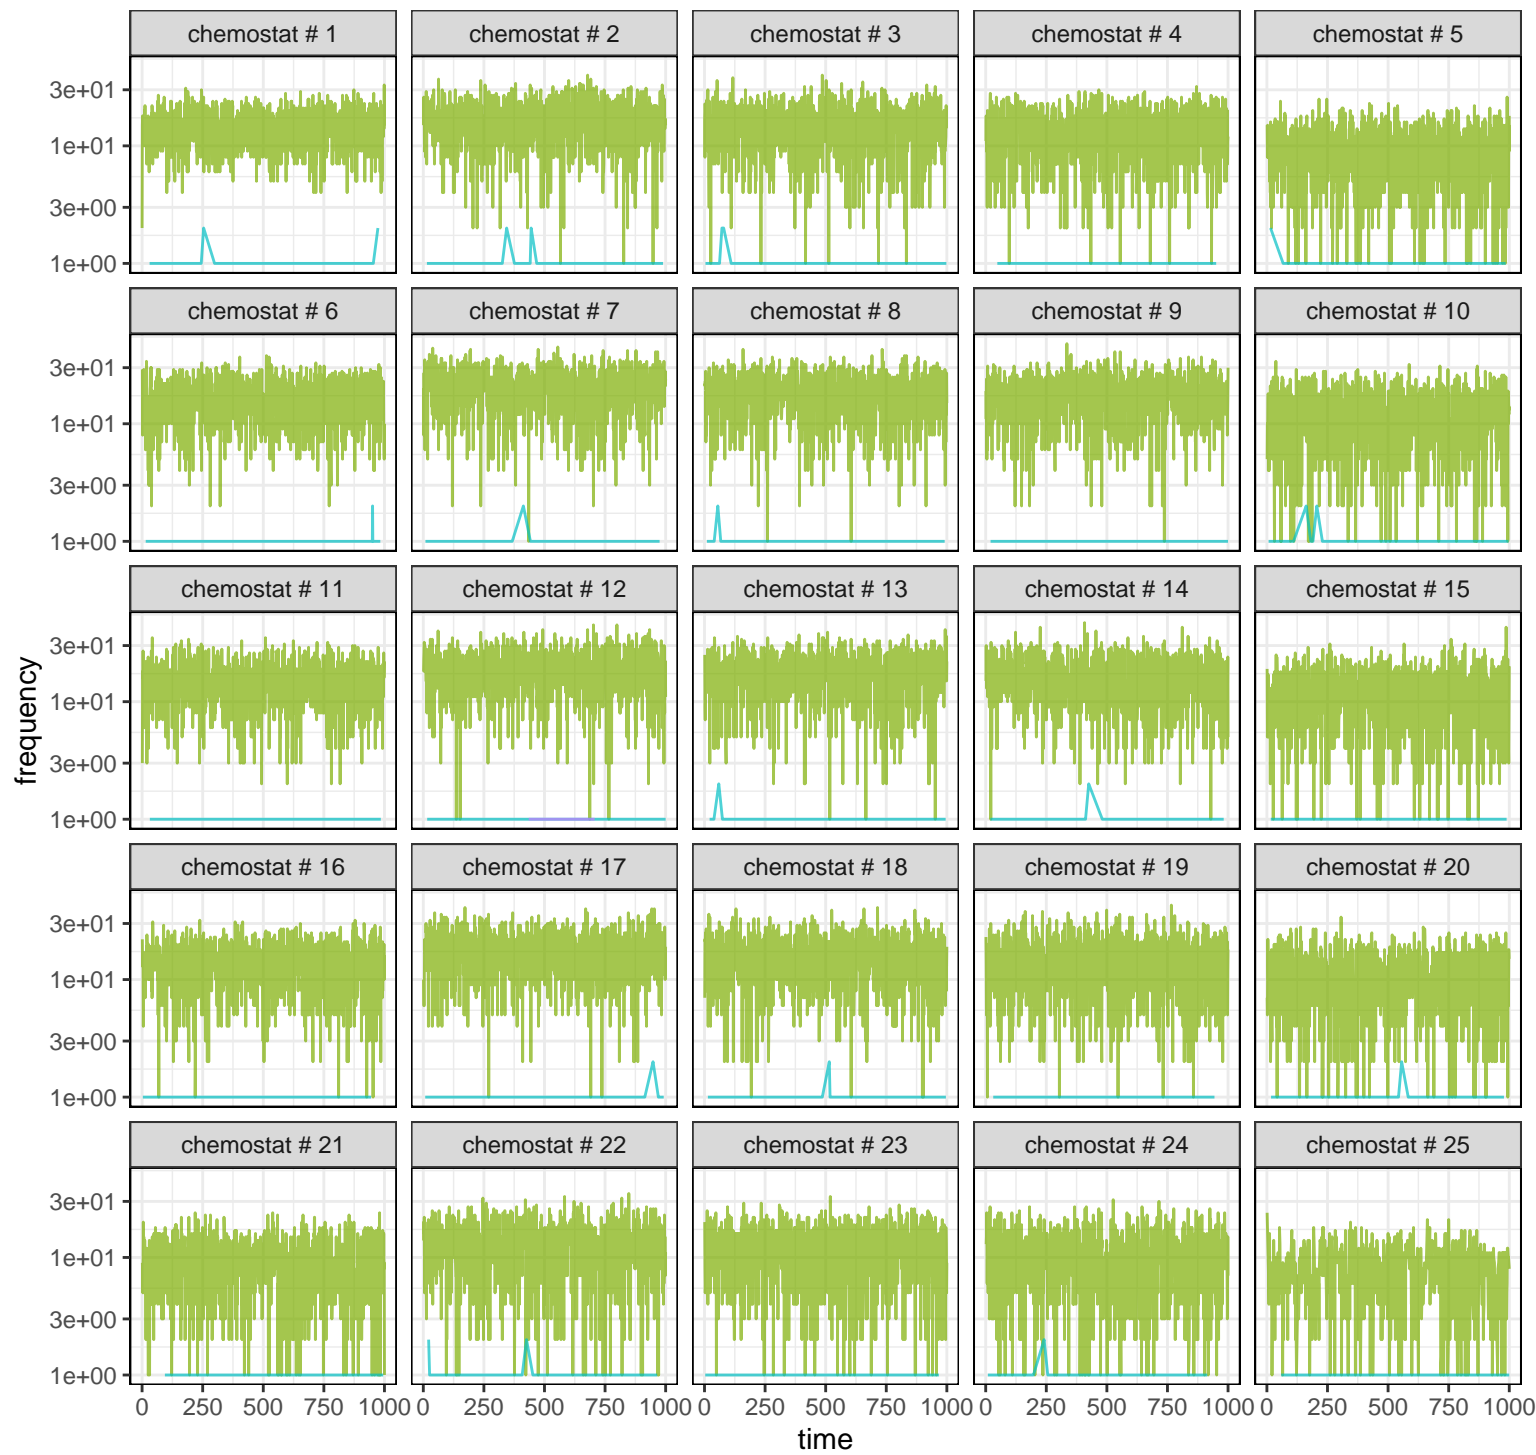 chemostat # 1 chemostat # 2 chemostat # 3 chemostat # 4 chemostat # 5
3e+01
1e+01
3e+00
1e+00
chemostat # 6 chemostat # 7 chemostat # 8 chemostat # 9 chemostat # 10
3e+01
1e+01
3e+00
1e+00
chemostat # 11 chemostat # 12 chemostat # 13 chemostat # 14 chemostat # 15
3e+01
1e+01
3e+00
1e+00
frequency
chemostat # 16 chemostat # 17 chemostat # 18 chemostat # 19 chemostat # 20
3e+01
1e+01
3e+00
1e+00
chemostat # 21 chemostat # 22 chemostat # 23 chemostat # 24 chemostat # 25
3e+01
1e+01
3e+00
1e+00
0 250 500 750 1000 0 250 500 750 1000 0 250 500 750 1000 0 250 500 750 1000 0 250 500 750 1000
time